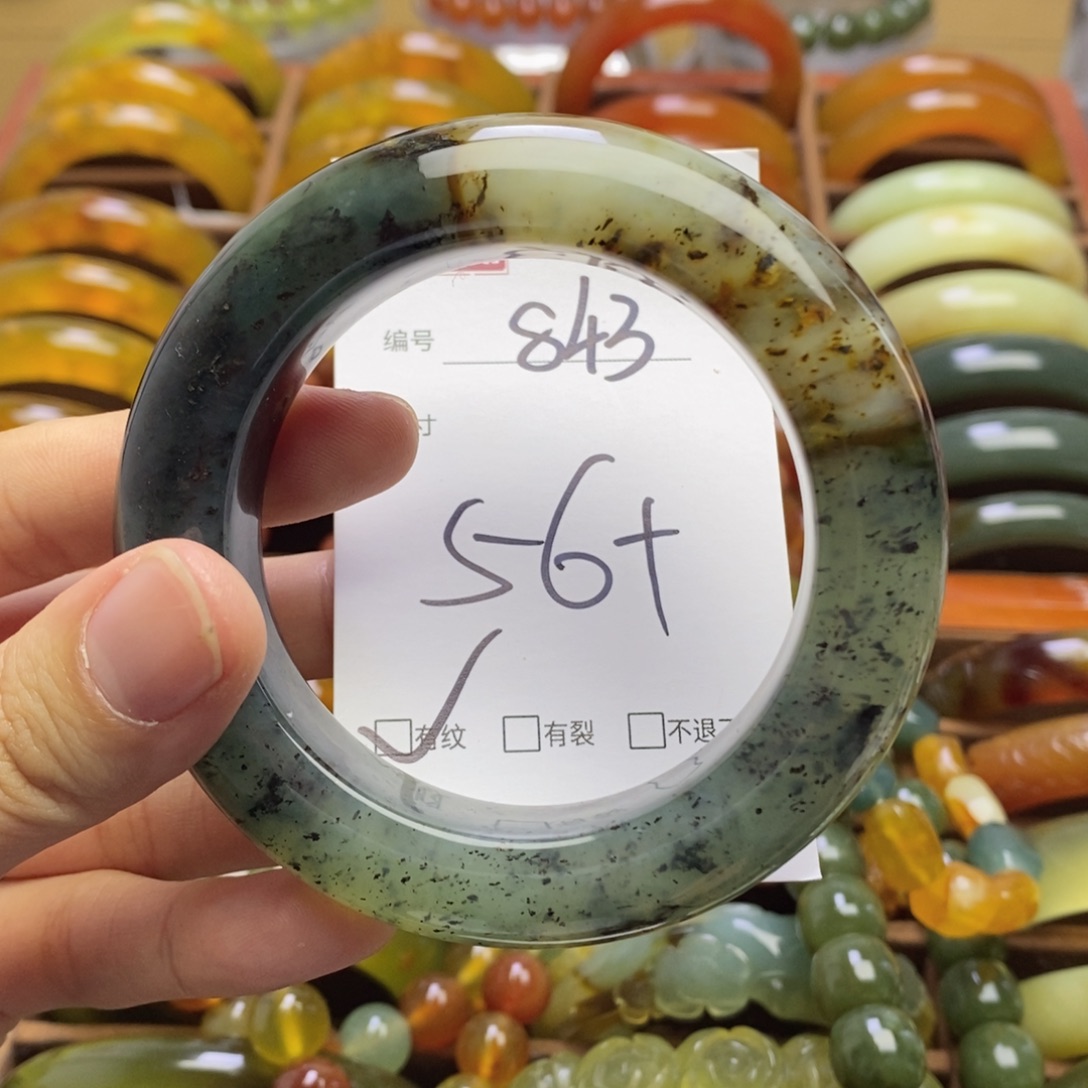 编号 843
寸
56+
✓有纹 □有裂 □不退